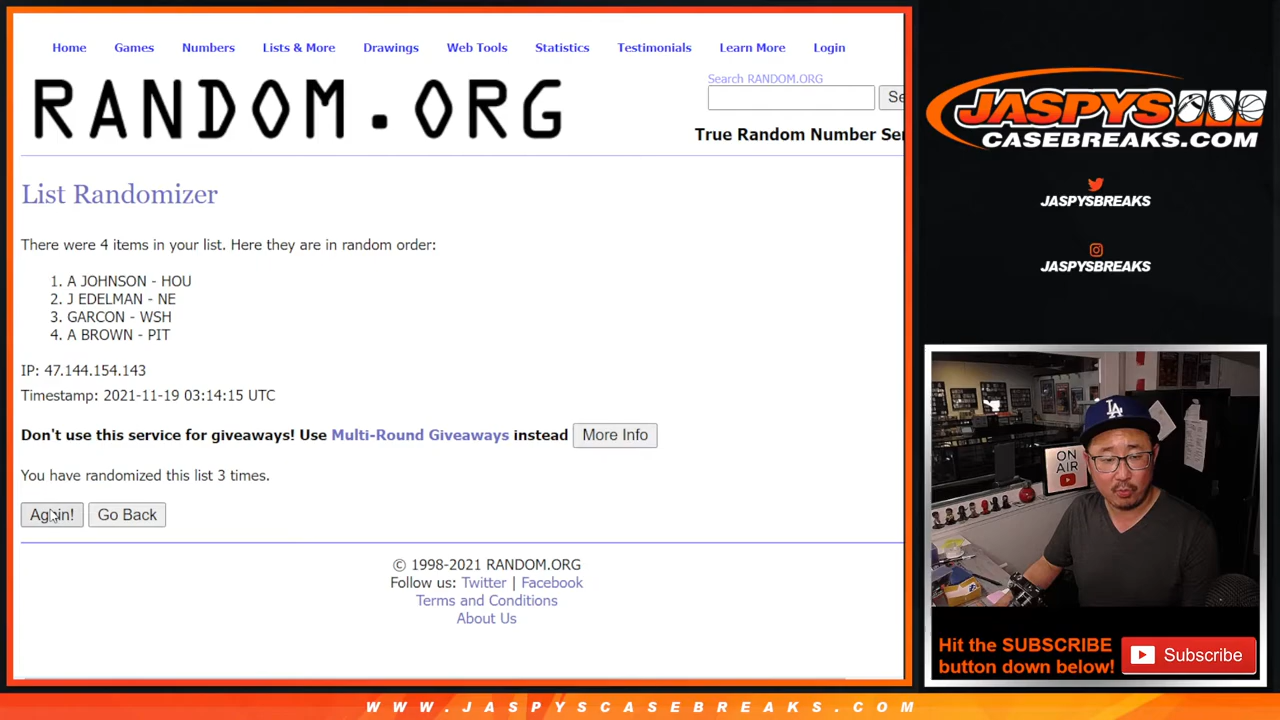 Home Games Numbers Lists & More Drawings Web Tools Statistics Testimonials Learn More Login
RANDOM.ORG
Search RANDOM.ORG
Se
True Random Number Ser
List Randomizer
There were 4 items in your list. Here they are in random order:
1. A JOHNSON - HOU
2. J EDELMAN - NE
3. GARCON - WSH
4. A BROWN - PIT
IP: 47.144.154.143
Timestamp: 2021-11-19 03:14:15 UTC
Don't use this service for giveaways! Use Multi-Round Giveaways instead More Info
You have randomized this list 3 times.
Again! Go Back
© 1998-2021 RANDOM.ORG
Follow us: Twitter | Facebook
Terms and Conditions
About Us
JASPYS
CASEBREAKS.COM
JASPYSBREAKS
JASPYSBREAKS
LA
ON
AIR
Hit the SUBSCRIBE
button down below!
Subscribe
WWW.JASPYSCASEBREAKS.COM